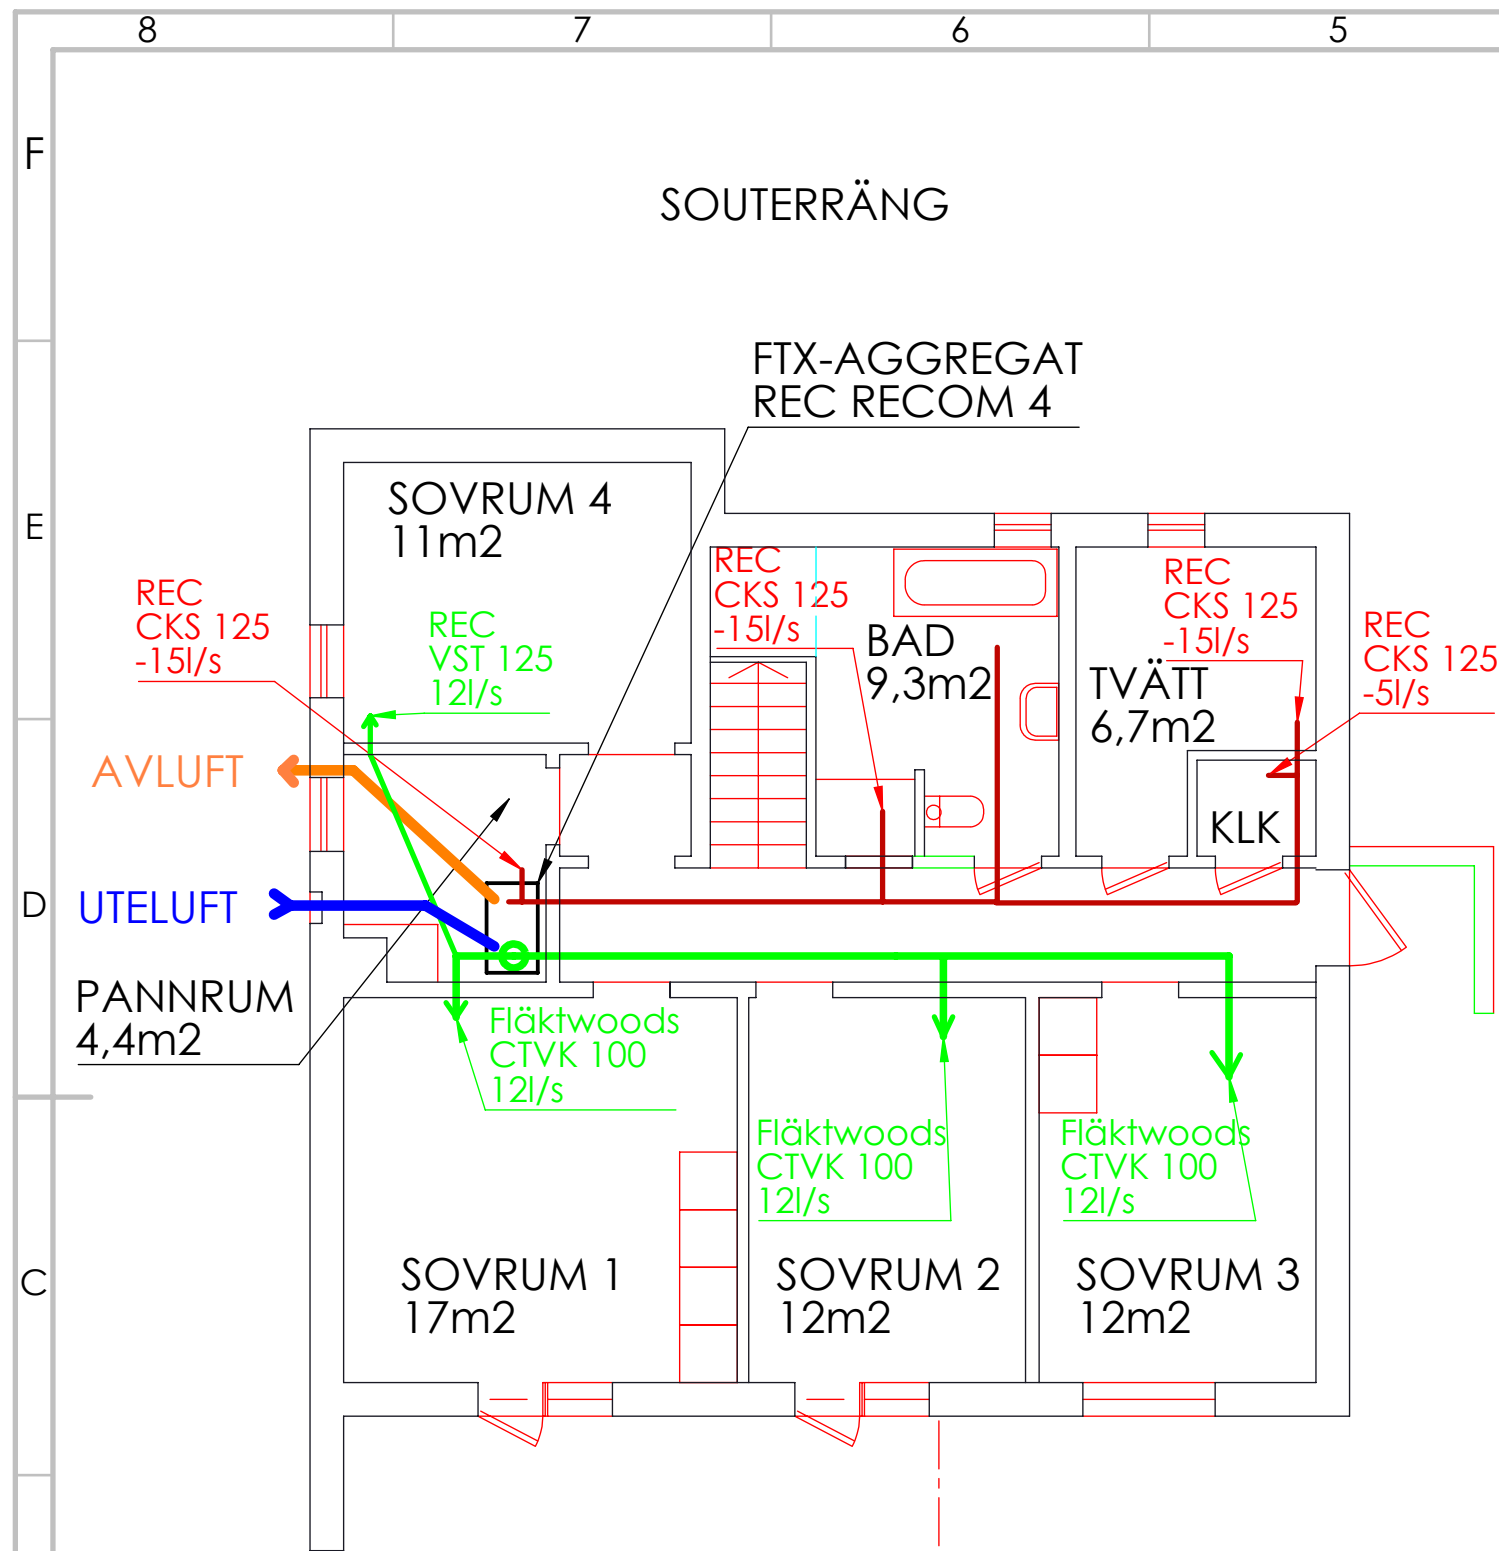 8
7
6
5
F
SOUTERRÄNG
FTX-AGGREGAT
REC RECOM 4
E
SOVRUM 4
11m2
REC
CKS 125
-15l/s
REC
VST 125
12l/s
REC
CKS 125
-15l/s
BAD
9,3m2
REC
CKS 125
-15l/s
TVÄTT
6,7m2
REC
CKS 125
-5l/s
AVLUFT
KLK
D
UTELUFT
PANNRUM
4,4m2
Fläktwoods
CTVK 100
12l/s
Fläktwoods
CTVK 100
12l/s
Fläktwoods
CTVK 100
12l/s
C
SOVRUM 1
17m2
SOVRUM 2
12m2
SOVRUM 3
12m2